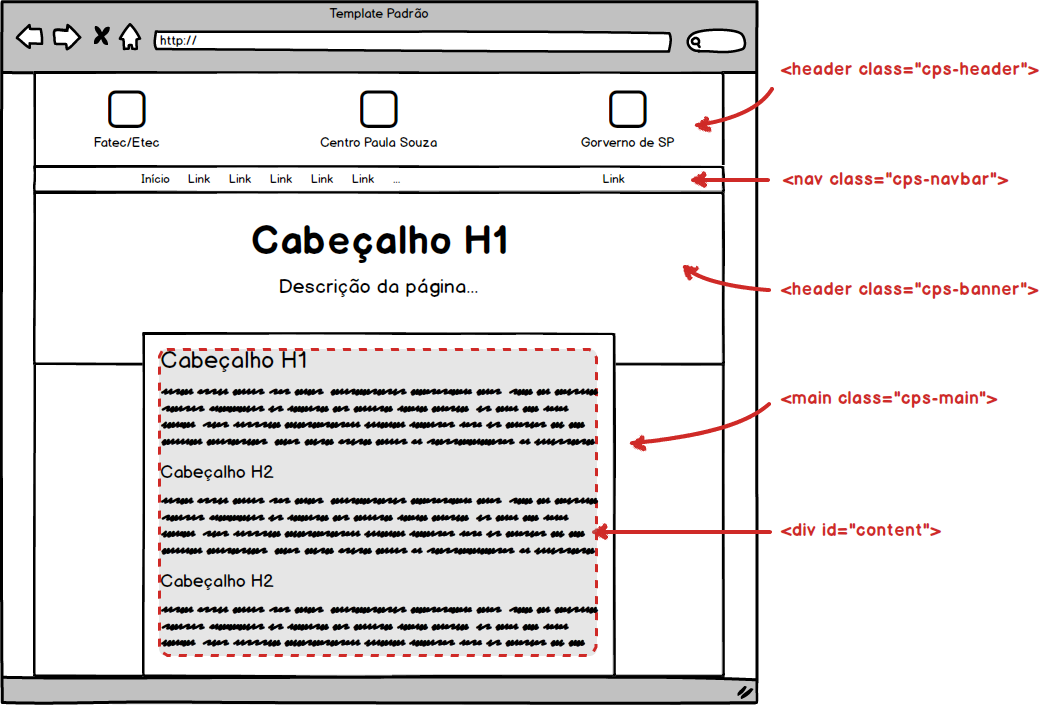 Template Padrão
http://
<header class="cps-header">
Fatec/Etec
Centro Paula Souza
Gorverno de SP
Início Link Link Link Link Link ... Link
<nav class="cps-navbar">
Cabeçalho H1
Descrição da página...
<header class="cps-banner">
Cabeçalho H1
<main class="cps-main">
Cabeçalho H2
<div id="content">
Cabeçalho H2